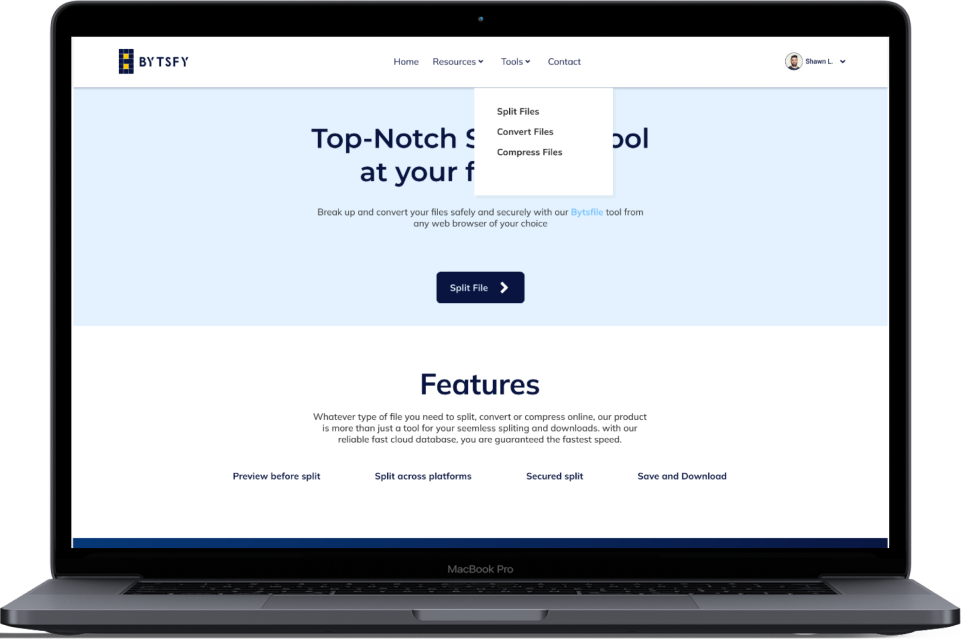 BYTSFY
Home Resources Tools Contact Shawn L.
Split Files
Convert Files
Compress Files
Top-Notch S ool
at your f
Break up and convert your files safely and securely with our Bytsfile tool from
any web browser of your choice
Split File
Features
Whatever type of file you need to split, convert or compress online, our product
is more than just a tool for your seemless spliting and downloads. with our
reliable fast cloud database, you are guaranteed the fastest speed.
Preview before split Split across platforms Secured split Save and Download
MacBook Pro